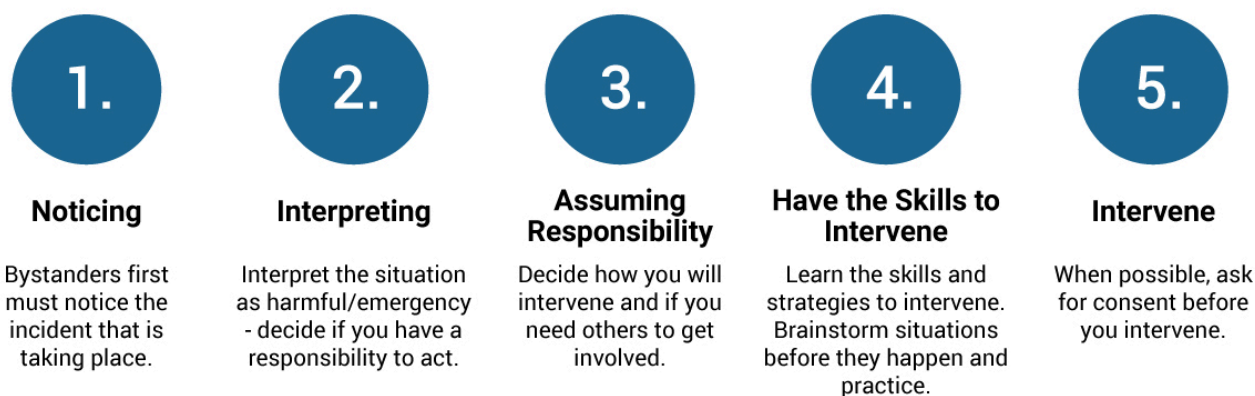 1.
Noticing
Bystanders first
must notice the
incident that is
taking place.
2.
Interpreting
Interpret the situation
as harmful/emergency
- decide if you have a
responsibility to act.
3.
Assuming
Responsibility
Decide how you will
intervene and if you
need others to get
involved.
4.
Have the Skills to
Intervene
Learn the skills and
strategies to intervene.
Brainstorm situations
before they happen and
practice.
5.
Intervene
When possible, ask
for consent before
you intervene.